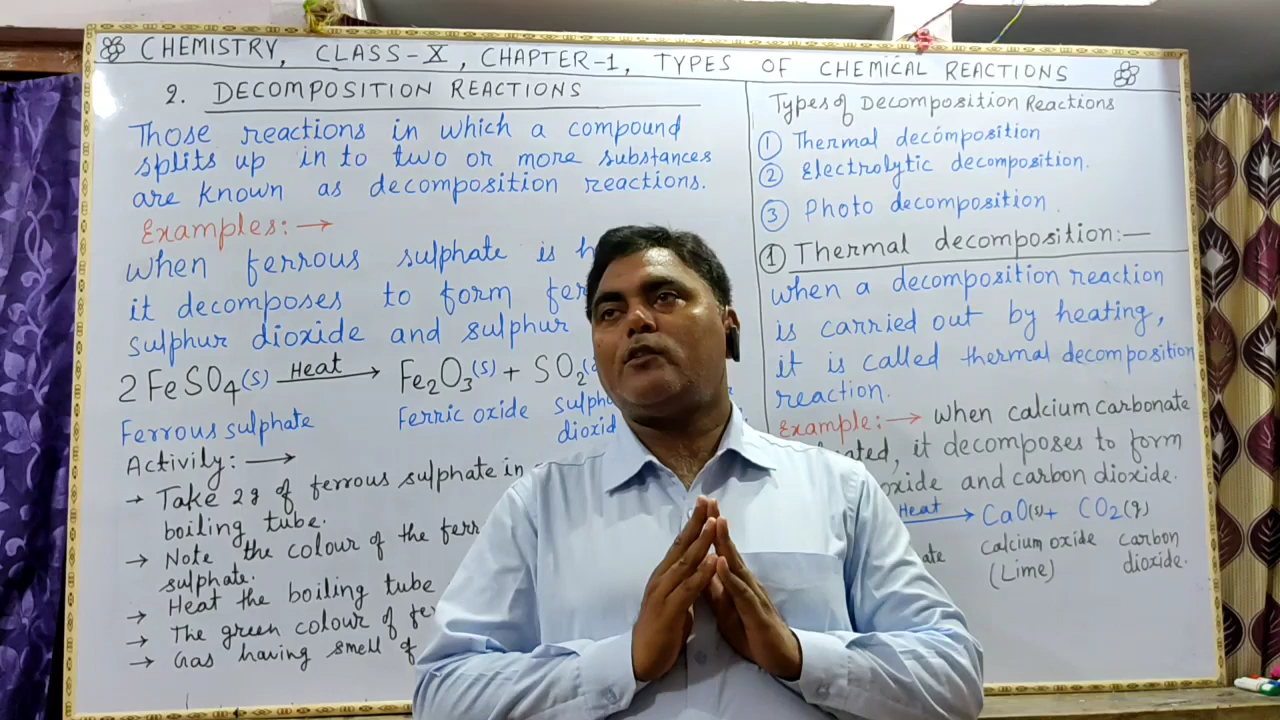 CHEMISTRY, CLASS-X, CHAPTER-1, TYPES OF CHEMICAL REACTIONS
2. DECOMPOSITION REACTIONS
Those reactions in which a compound
splits up in to two or more substances
are known as decomposition reactions.
Examples:→
When ferrous sulphate is
it decomposes to form
sulphur dioxide and sulphur
2FeSO4(s) Heat→ Fe2O3(s) + SO2
Ferrous sulphate Ferric oxide
Activity:→
→ Take 2g of ferrous sulphate in
boiling tube.
→ Note the colour of the
sulphate.
→ Heat the boiling tube
→ The green colour of
→ Gas having smell of
Types of Decomposition Reactions
① Thermal decomposition
② Electrolytic decomposition.
③ Photo decomposition.
① Thermal decomposition:—
When a decomposition reaction
is carried out by heating,
it is called thermal decomposition
reaction.
Example:→ When calcium carbonate
it decomposes to form
oxide and carbon dioxide.
Heat→ CaO(s) + CO2(g)
calcium oxide carbon
(Lime) dioxide.